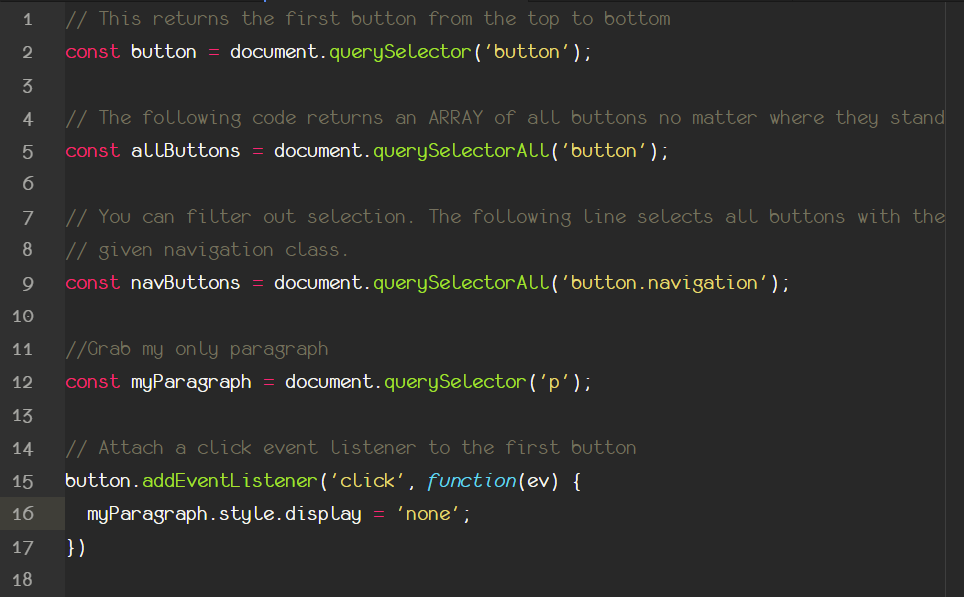 1 // This returns the first button from the top to bottom
2 const button = document.querySelector('button');
3
4 // The following code returns an ARRAY of all buttons no matter where they stand
5 const allButtons = document.querySelectorAll('button');
6
7 // You can filter out selection. The following line selects all buttons with the
8 // given navigation class.
9 const navButtons = document.querySelectorAll('button.navigation');
10
11 //Grab my only paragraph
12 const myParagraph = document.querySelector('p');
13
14 // Attach a click event listener to the first button
15 button.addEventListener('click', function(ev) {
16   myParagraph.style.display = 'none';
17 })
18